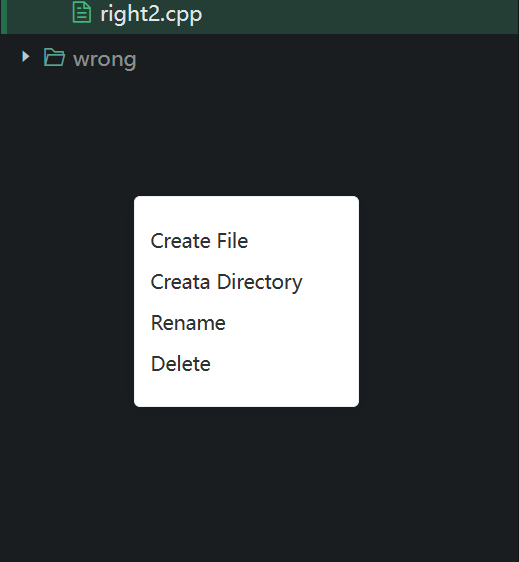 right2.cpp
wrong
Create File
Creata Directory
Rename
Delete